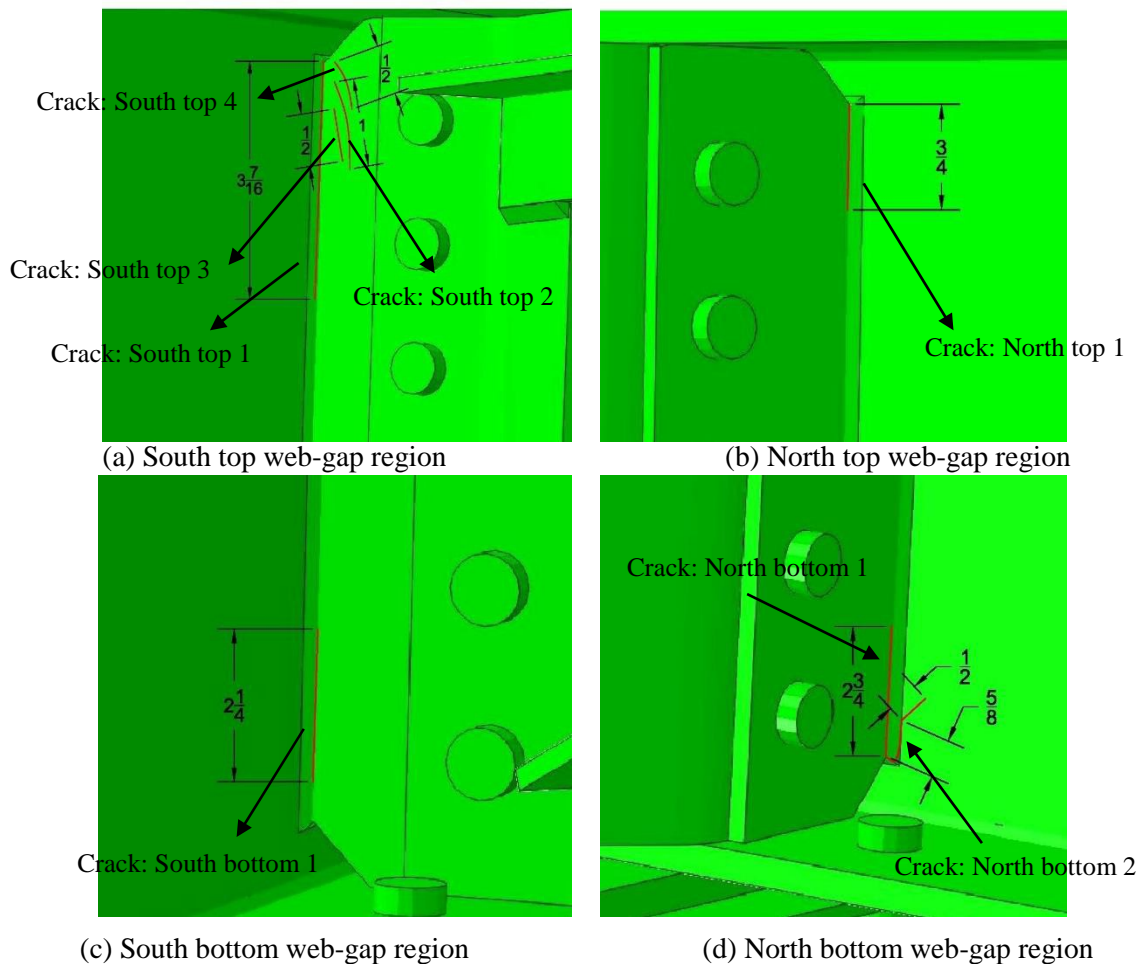 Crack: South top 4
1/2
1/2
1
3 7/16
Crack: South top 3
Crack: South top 2
Crack: South top 1
(a) South top web-gap region
3/4
Crack: North top 1
(b) North top web-gap region
2 1/4
Crack: South bottom 1
(c) South bottom web-gap region
Crack: North bottom 1
1/2
2 3/4
5/8
Crack: North bottom 2
(d) North bottom web-gap region